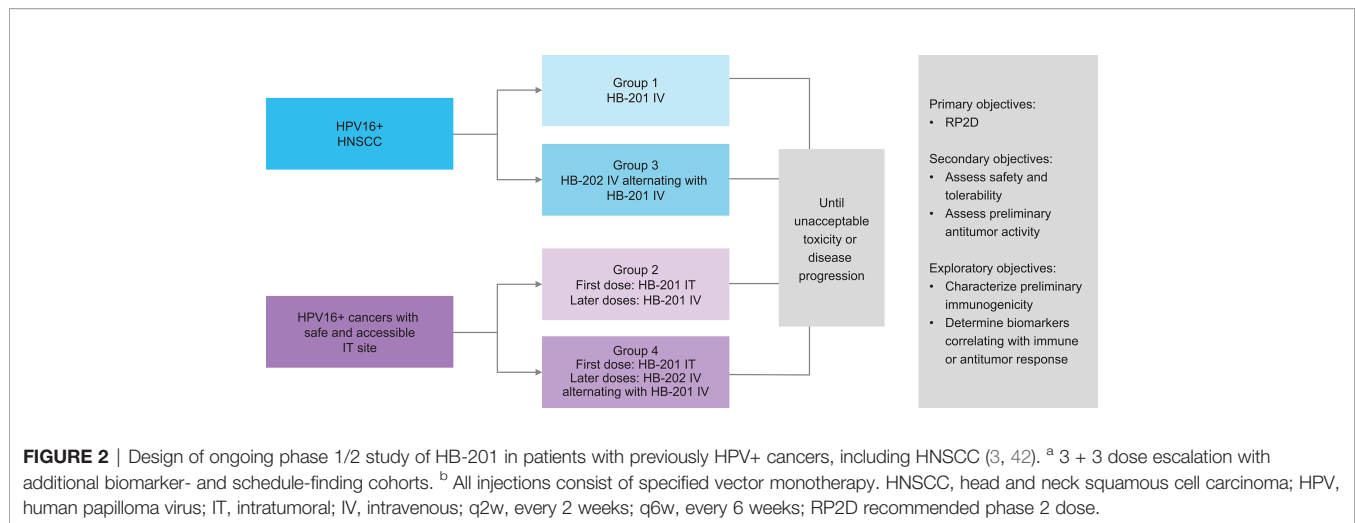 HPV16+
HNSCC
Group 1
HB-201 IV
Group 3
HB-202 IV alternating with
HB-201 IV
HPV16+ cancers with
safe and accessible
IT site
Group 2
First dose: HB-201 IT
Later doses: HB-201 IV
Group 4
First dose: HB-201 IT
Later doses: HB-202 IV
alternating with HB-201 IV
Until
unacceptable
toxicity or
disease
progression
Primary objectives:
• RP2D
Secondary objectives:
• Assess safety and
tolerability
• Assess preliminary
antitumor activity
Exploratory objectives:
• Characterize preliminary
immunogenicity
• Determine biomarkers
correlating with immune
or antitumor response
FIGURE 2 | Design of ongoing phase 1/2 study of HB-201 in patients with previously HPV+ cancers, including HNSCC (3, 42). a 3 + 3 dose escalation with
additional biomarker- and schedule-finding cohorts. b All injections consist of specified vector monotherapy. HNSCC, head and neck squamous cell carcinoma; HPV,
human papilloma virus; IT, intratumoral; IV, intravenous; q2w, every 2 weeks; q6w, every 6 weeks; RP2D recommended phase 2 dose.